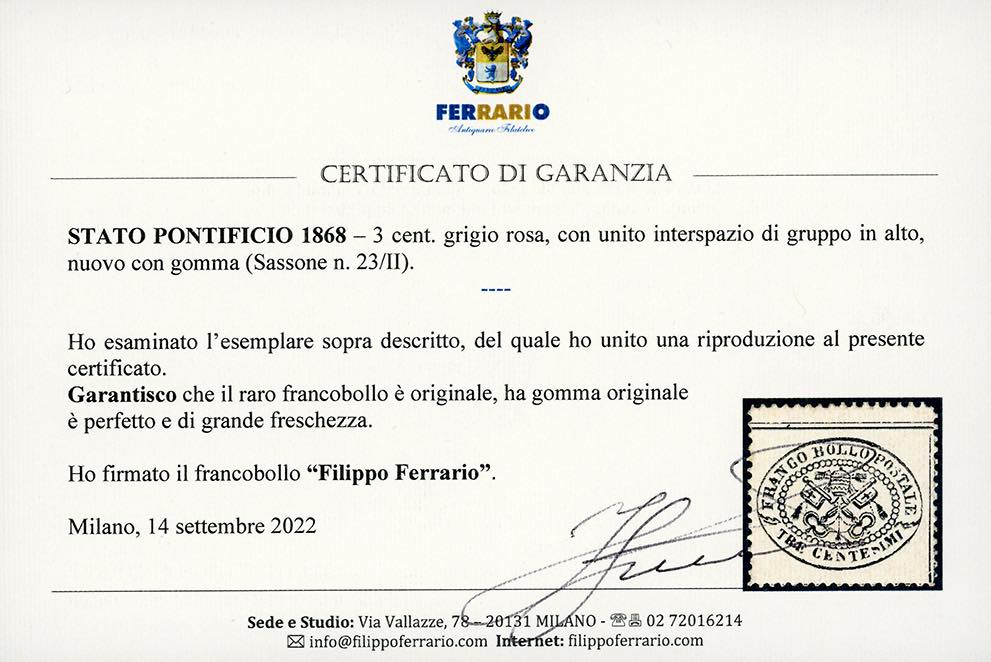 FERRARIO
Antiquario Filatelico
CERTIFICATO DI GARANZIA
STATO PONTIFICIO 1868 – 3 cent. grigio rosa, con unito interspazio di gruppo in alto,
nuovo con gomma (Sassone n. 23/II).
----
Ho esaminato l’esemplare sopra descritto, del quale ho unito una riproduzione al presente
certificato.
Garantisco che il raro francobollo è originale, ha gomma originale
è perfetto e di grande freschezza.
FRANCO BOLLO POSTALE
TRE CENTESIMI
Ho firmato il francobollo “Filippo Ferrario”.
Milano, 14 settembre 2022
Sede e Studio: Via Vallazze, 78 – 20131 MILANO - ☏ 02 72016214
✉ info@filippoferrario.com Internet: filippoferrario.com